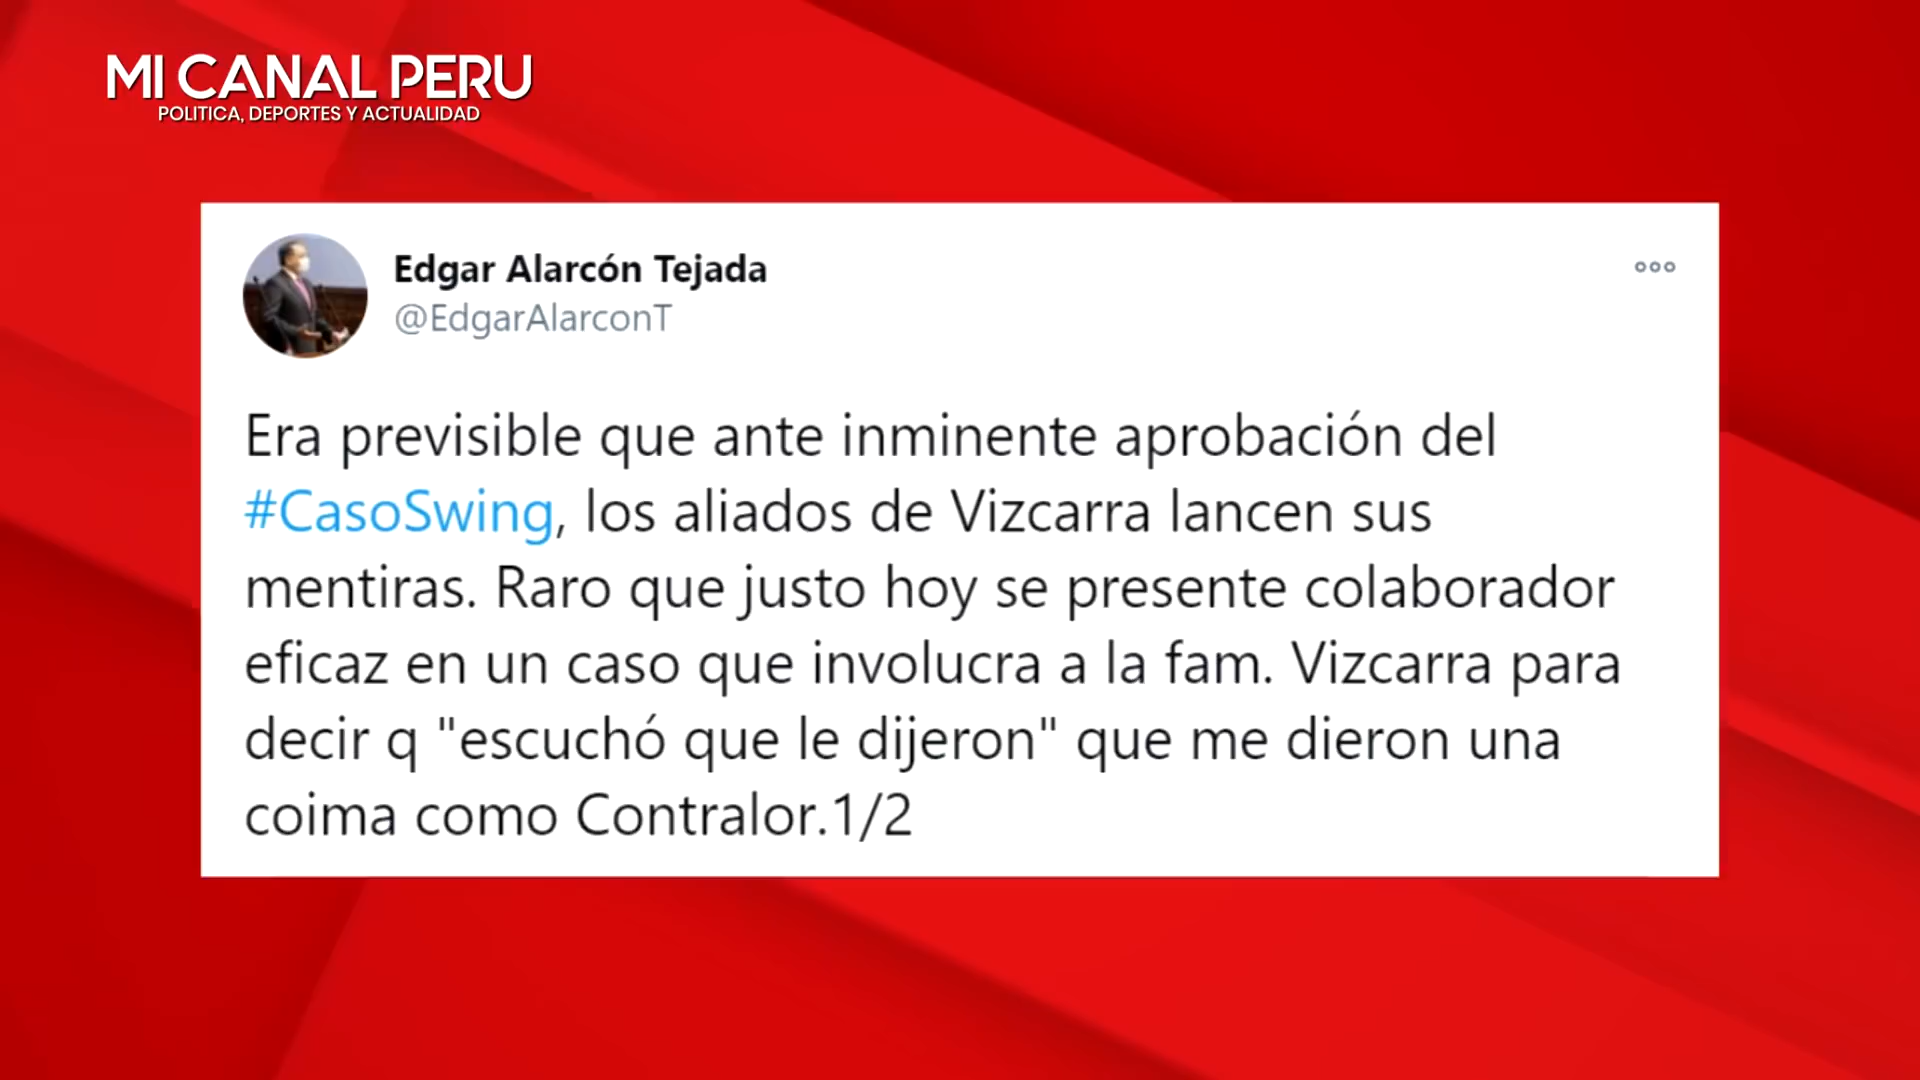 MI CANAL PERU
POLITICA, DEPORTES Y ACTUALIDAD
Edgar Alarcón Tejada
@EdgarAlarconT
Era previsible que ante inminente aprobación del
#CasoSwing, los aliados de Vizcarra lancen sus
mentiras. Raro que justo hoy se presente colaborador
eficaz en un caso que involucra a la fam. Vizcarra para
decir q "escuchó que le dijeron" que me dieron una
coima como Contralor.1/2